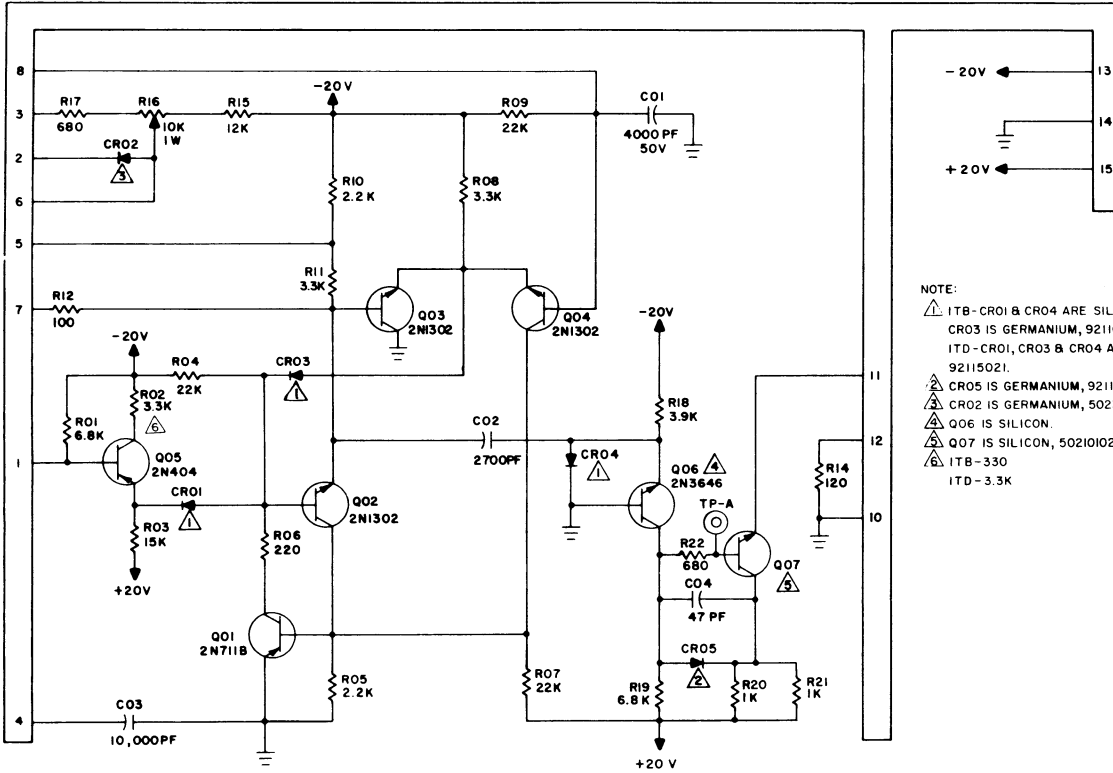 8
3
2
6
5
7
1
4
R17
680
R16
10K
1W
R15
12K
-20V
R09
22K
C01
4000 PF
50V
CR02
3
R10
2.2 K
R08
3.3K
R11
3.3K
R12
100
Q03
2N1302
Q04
2N1302
-20V
R04
22K
CR03
1
R02
3.3K
6
R01
6.8K
Q05
2N404
CR01
1
R03
15K
+20V
Q02
2N1302
R06
220
C02
2700PF
CR04
1
-20V
R18
3.9K
Q06
4
2N3646
TP-A
R22
680
Q07
5
C04
47 PF
CR05
2
Q01
2N711B
R05
2.2K
R07
22K
R19
6.8K
R20
1K
R21
1K
+20 V
C03
10,000PF
11
12
R14
120
10
- 20V
13
14
+ 20V
15
NOTE:
1 ITB-CR01 & CR04 ARE SIL
CR03 IS GERMANIUM, 9211
ITD-CR01, CR03 & CR04 A
92115021.
2 CR05 IS GERMANIUM, 9211
3 CR02 IS GERMANIUM, 502
4 Q06 IS SILICON.
5 Q07 IS SILICON, 50210102
6 ITB-330
ITD-3.3K